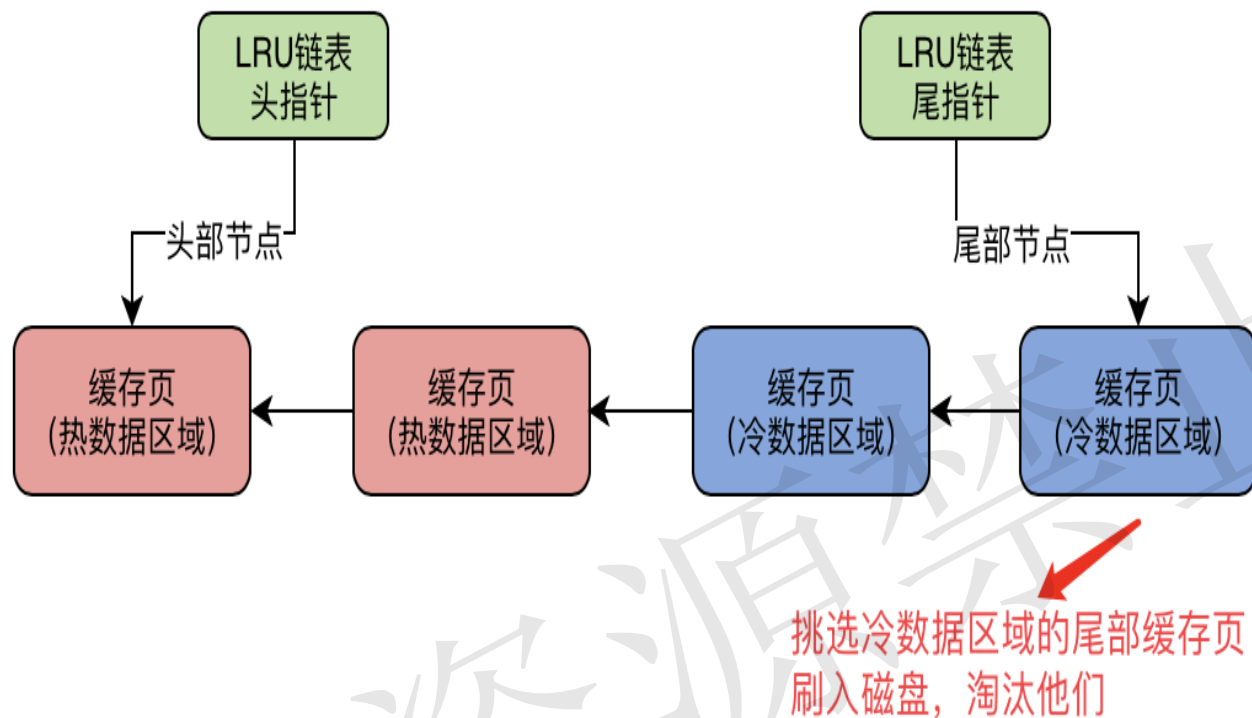 LRU链表
头指针
LRU链表
尾指针
头部节点
尾部节点
缓存页
(热数据区域)
缓存页
(热数据区域)
缓存页
(冷数据区域)
缓存页
(冷数据区域)
挑选冷数据区域的尾部缓存页
刷入磁盘，淘汰他们
资源禁止